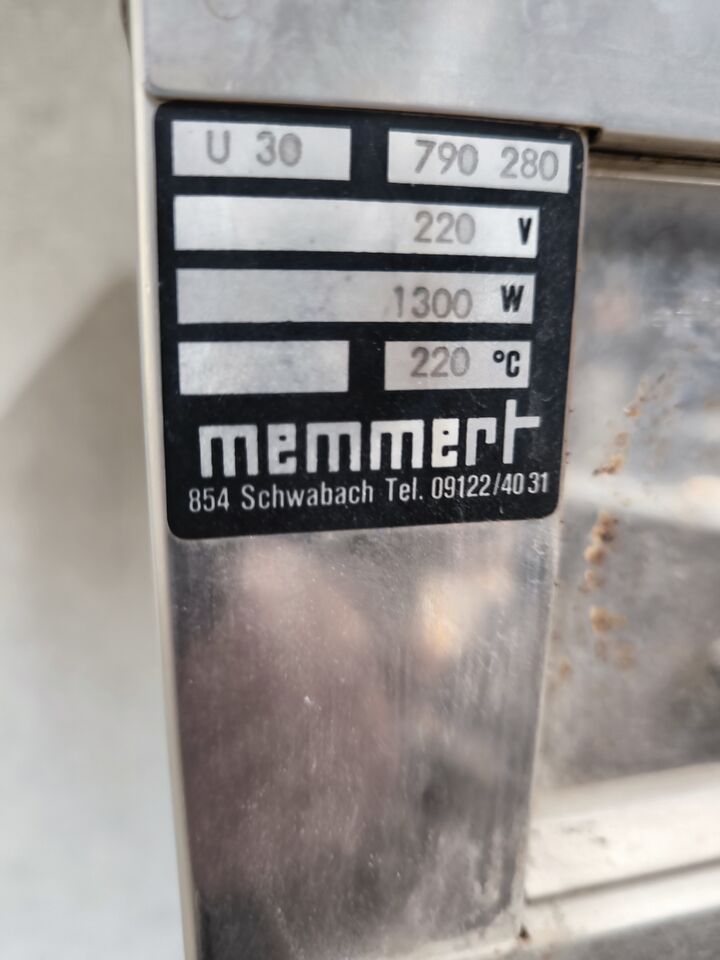 U 30 790 280
220 V
1300 W
220 °C
memmert
854 Schwabach Tel. 09122/40 31